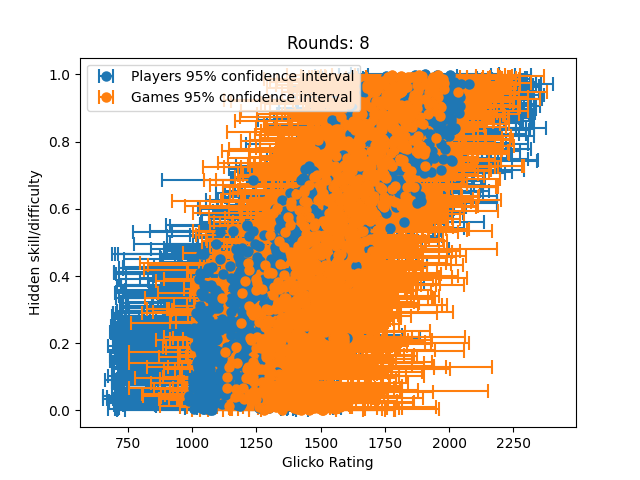 Rounds: 8
Players 95% confidence interval
Games 95% confidence interval
Hidden skill/difficulty
1.0
0.8
0.6
0.4
0.2
0.0
750 1000 1250 1500 1750 2000 2250
Glicko Rating